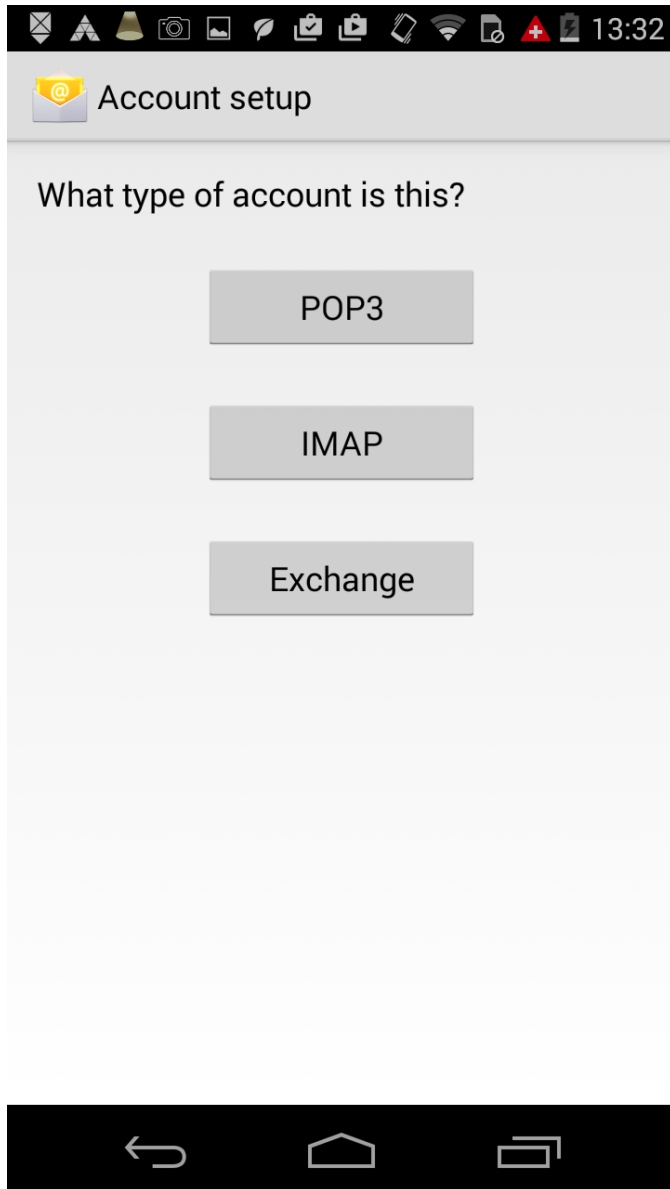 13:32
Account setup
What type of account is this?
POP3
IMAP
Exchange